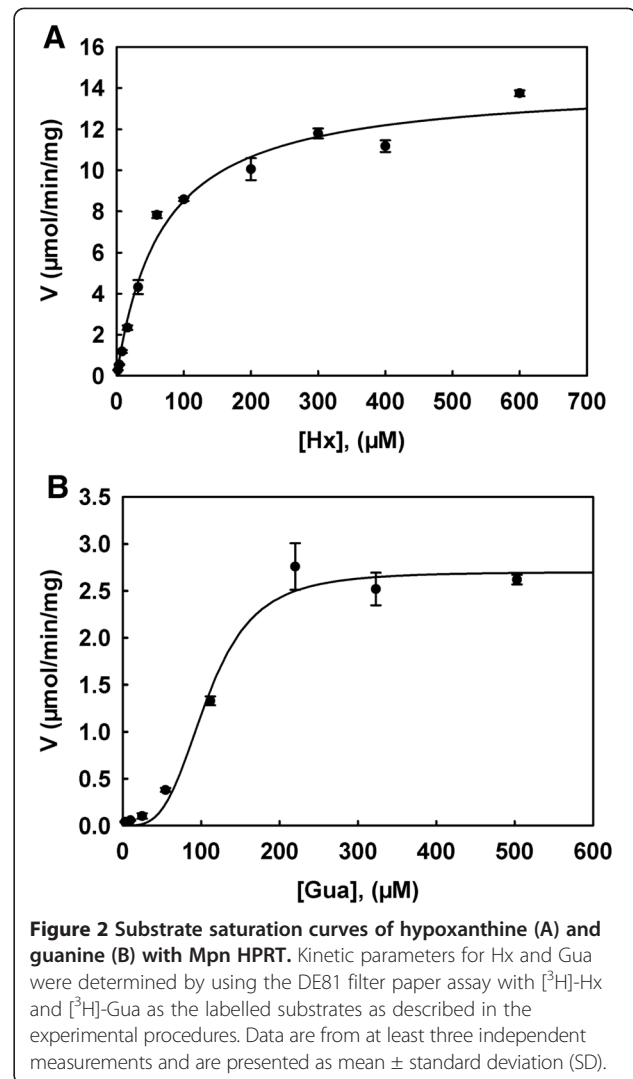 A
16
14
12
10
8
6
4
2
0
V (µmol/min/mg)
0 100 200 300 400 500 600 700
[Hx], (µM)
B
3.5
3.0
2.5
2.0
1.5
1.0
0.5
0.0
V (µmol/min/mg)
0 100 200 300 400 500 600
[Gua], (µM)
Figure 2 Substrate saturation curves of hypoxanthine (A) and
guanine (B) with Mpn HPRT. Kinetic parameters for Hx and Gua
were determined by using the DE81 filter paper assay with [³H]-Hx
and [³H]-Gua as the labelled substrates as described in the
experimental procedures. Data are from at least three independent
measurements and are presented as mean ± standard deviation (SD).